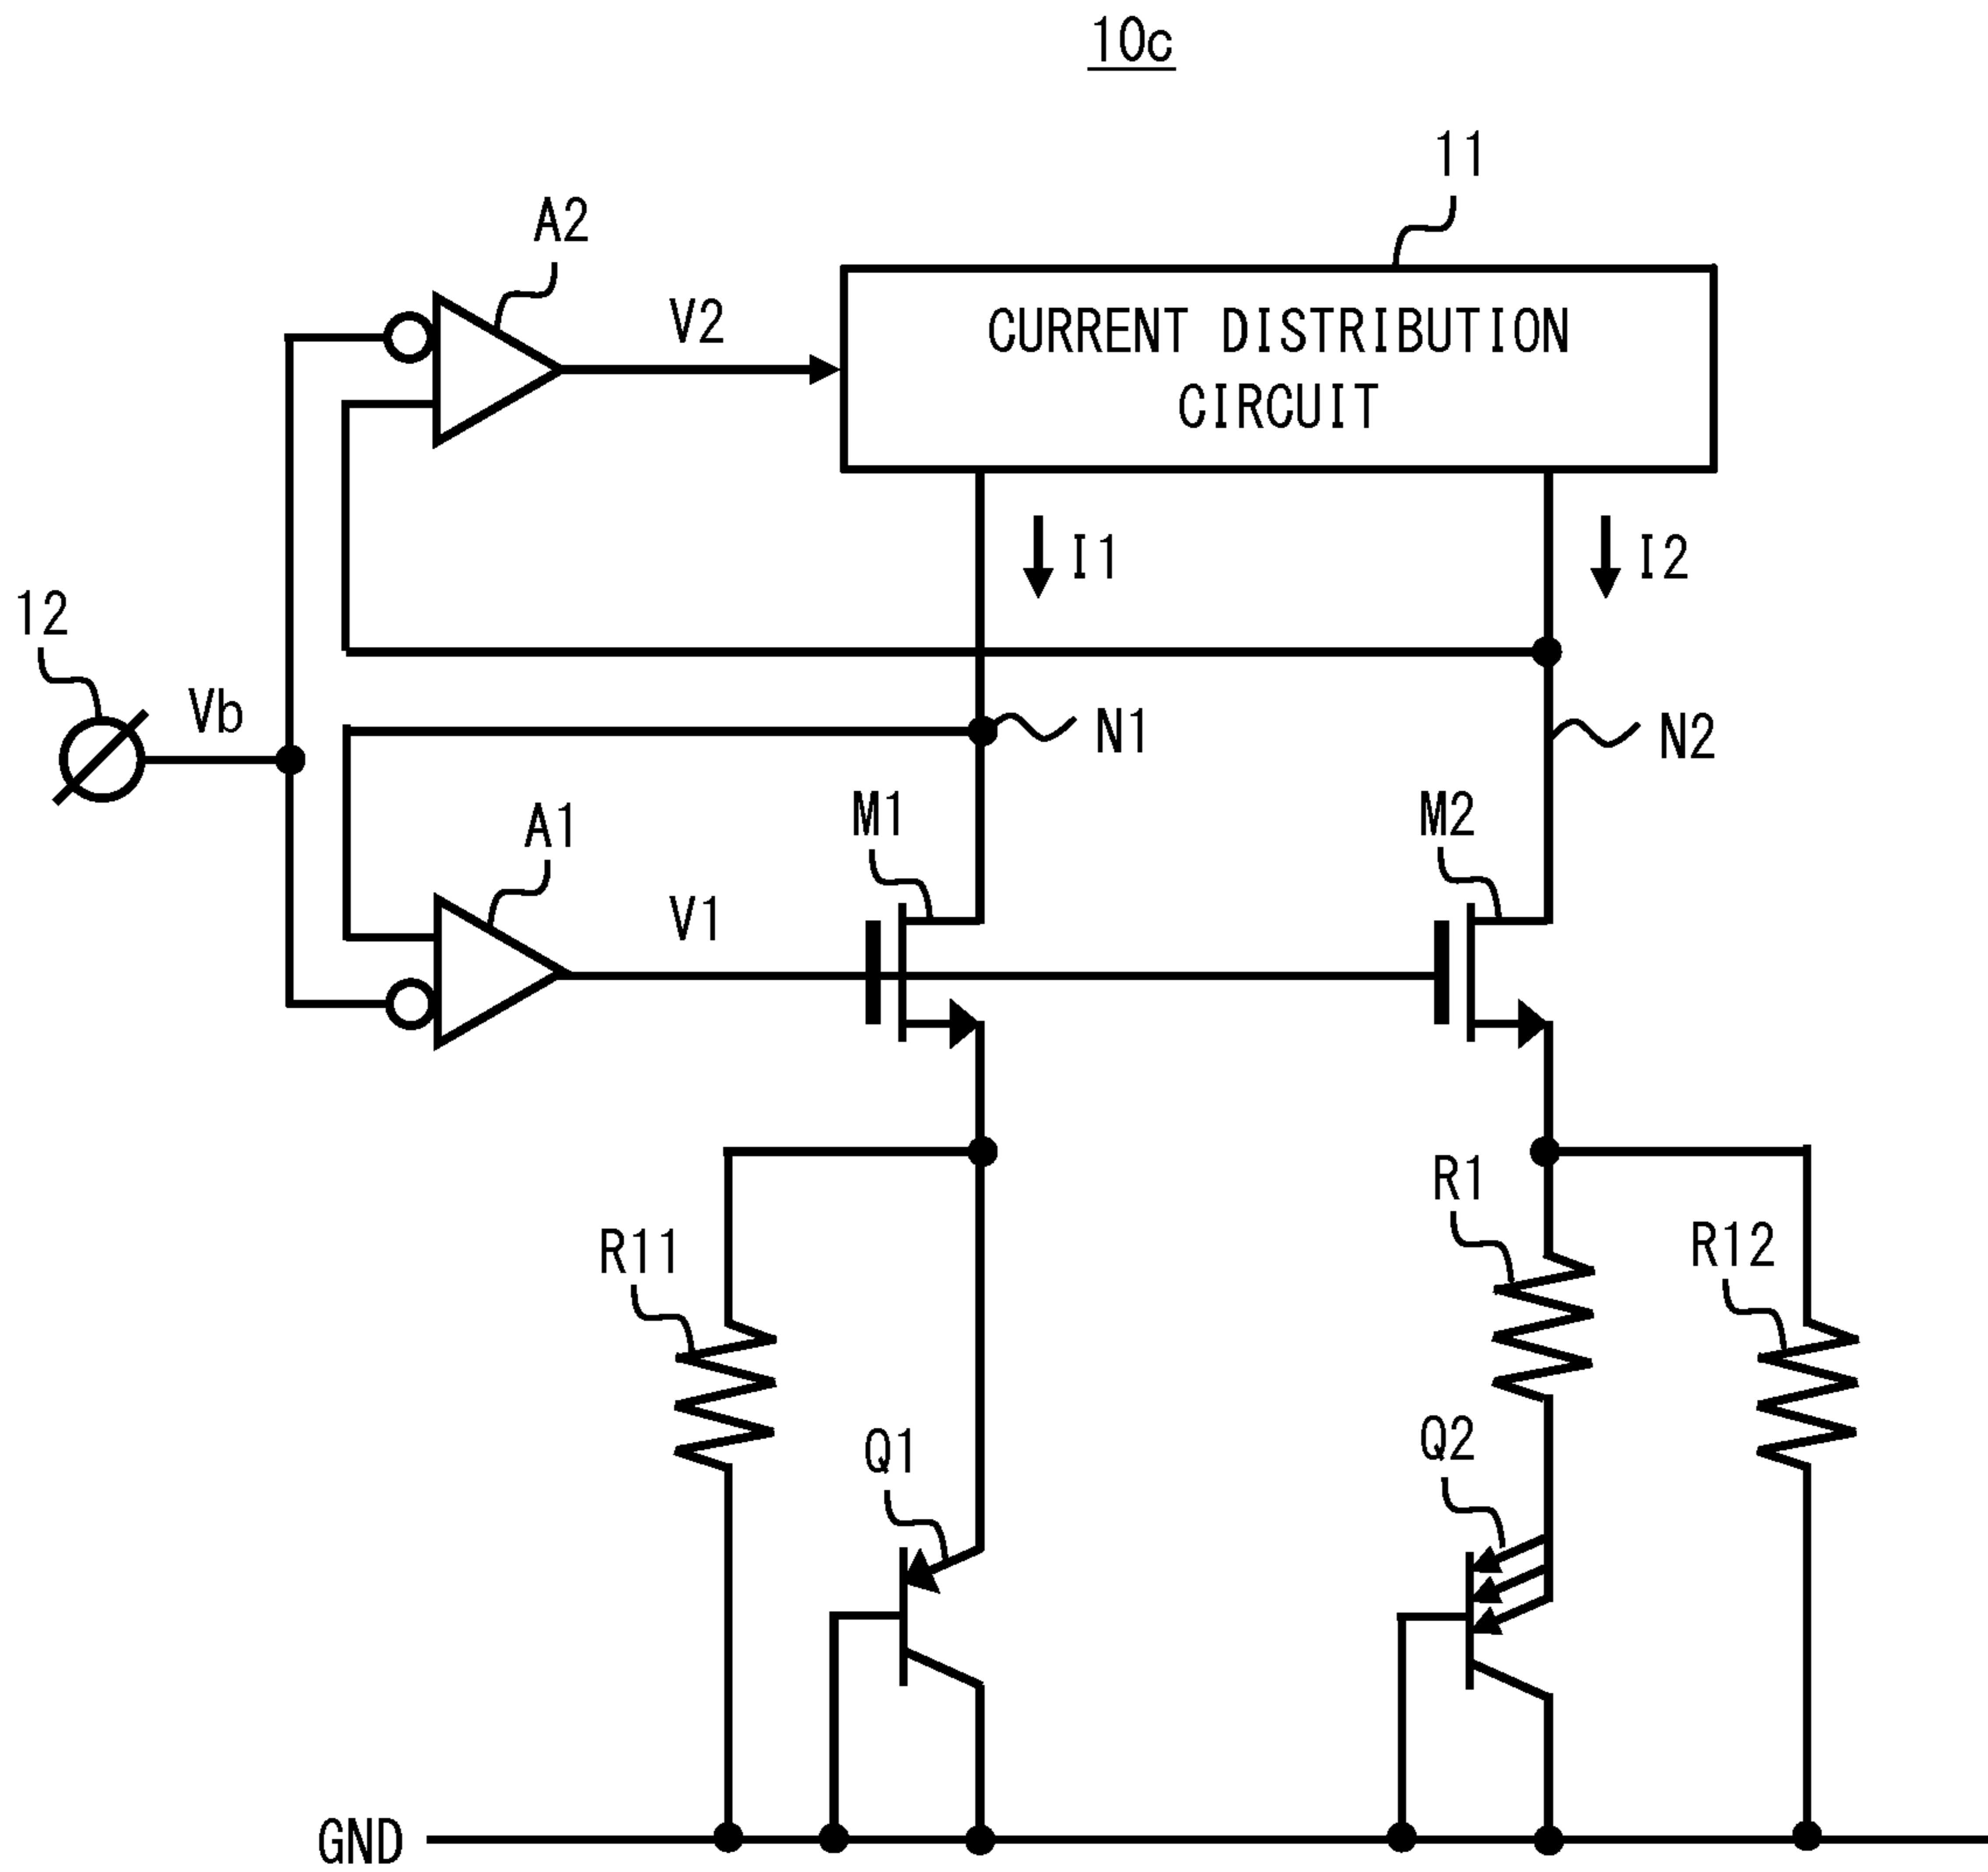 10c
11
A2
V2
CURRENT DISTRIBUTION
CIRCUIT
I1
I2
12
Vb
N1
N2
A1
M1
M2
V1
R1
R11
R12
Q1
Q2
GND